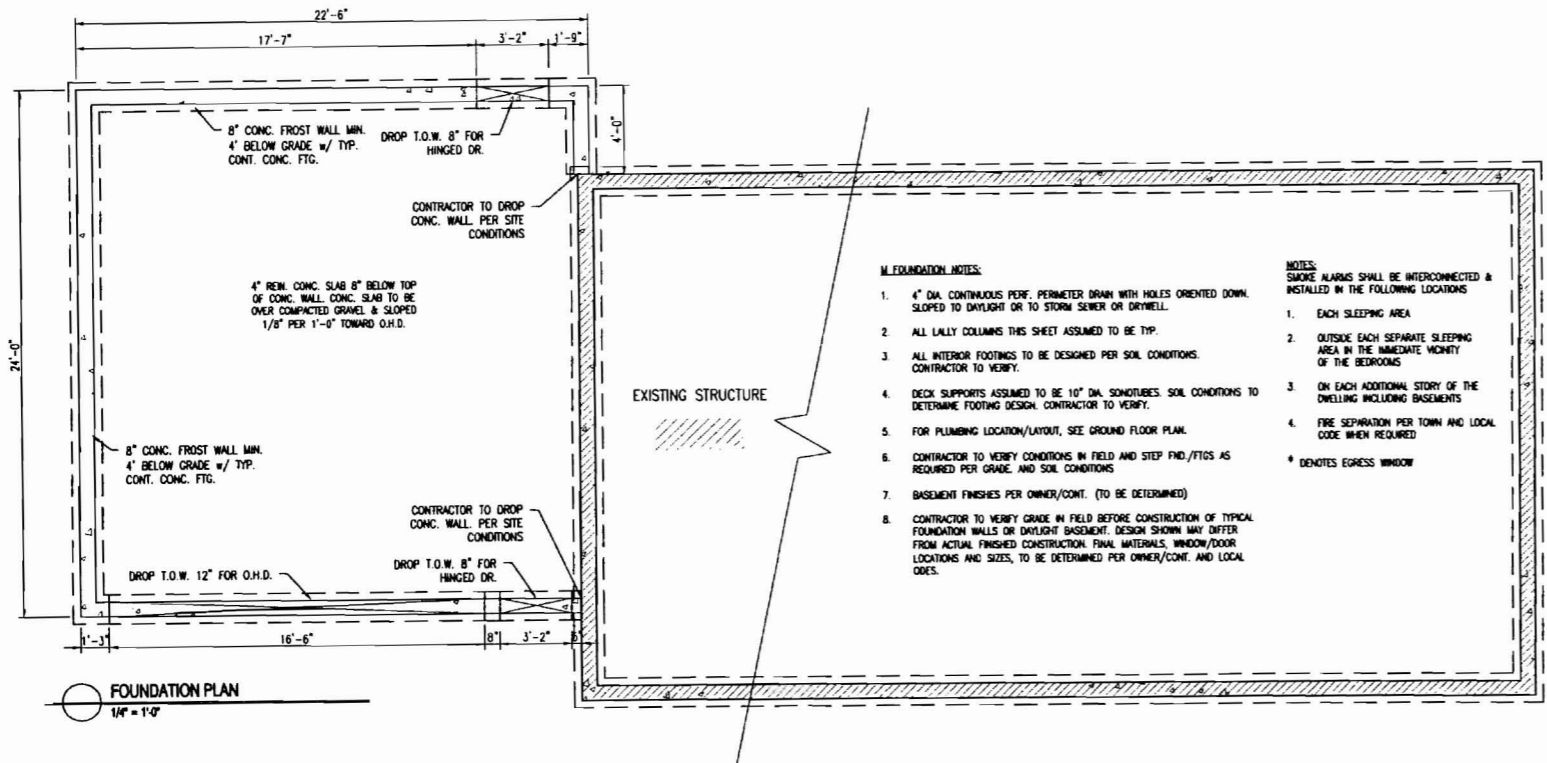 22'-6"
17'-7"
3'-2"
1'-9"
24'-0"
4'-0"
8" CONC. FROST WALL MIN.
4' BELOW GRADE w/ TYP.
CONT. CONC. FTG.
DROP T.O.W. 8" FOR
HINGED DR.
CONTRACTOR TO DROP
CONC. WALL. PER SITE
CONDITIONS
4" REIN. CONC. SLAB 8" BELOW TOP
OF CONC. WALL. CONC. SLAB TO BE
OVER COMPACTED GRAVEL & SLOPED
1/8" PER 1'-0" TOWARD O.H.D.
8" CONC. FROST WALL MIN.
4' BELOW GRADE w/ TYP.
CONT. CONC. FTG.
CONTRACTOR TO DROP
CONC. WALL. PER SITE
CONDITIONS
DROP T.O.W. 12" FOR O.H.D.
DROP T.O.W. 8" FOR
HINGED DR.
1'-3"
16'-6"
8"
3'-2"
FOUNDATION PLAN
1/4" = 1'-0"
EXISTING STRUCTURE
M FOUNDATION NOTES:
1. 4" DIA. CONTINUOUS PERF. PERIMETER DRAIN WITH HOLES ORIENTED DOWN.
SLOPED TO DAYLIGHT OR TO STORM SEWER OR DRYWELL.
2. ALL LALLY COLUMNS THIS SHEET ASSUMED TO BE TYP.
3. ALL INTERIOR FOOTINGS TO BE DESIGNED PER SOIL CONDITIONS.
CONTRACTOR TO VERIFY.
4. DECK SUPPORTS ASSUMED TO BE 10" DIA. SONOTUBES. SOIL CONDITIONS TO
DETERMINE FOOTING DESIGN. CONTRACTOR TO VERIFY.
5. FOR PLUMBING LOCATION/LAYOUT, SEE GROUND FLOOR PLAN.
6. CONTRACTOR TO VERIFY CONDITIONS IN FIELD AND STEP FND./FTGS AS
REQUIRED PER GRADE. AND SOIL CONDITIONS
7. BASEMENT FINISHES PER OWNER/CONT. (TO BE DETERMINED)
8. CONTRACTOR TO VERIFY GRADE IN FIELD BEFORE CONSTRUCTION OF TYPICAL
FOUNDATION WALLS OR DAYLIGHT BASEMENT. DESIGN SHOWN MAY DIFFER
FROM ACTUAL FINISHED CONSTRUCTION. FINAL MATERIALS, WINDOW/DOOR
LOCATIONS AND SIZES, TO BE DETERMINED PER OWNER/CONT. AND LOCAL
ODES.
NOTES:
SMOKE ALARMS SHALL BE INTERCONNECTED &
INSTALLED IN THE FOLLOWING LOCATIONS
1. EACH SLEEPING AREA
2. OUTSIDE EACH SEPARATE SLEEPING
AREA IN THE IMMEDIATE VICINITY
OF THE BEDROOMS
3. ON EACH ADDITIONAL STORY OF THE
DWELLING INCLUDING BASEMENTS
4. FIRE SEPARATION PER TOWN AND LOCAL
CODE WHEN REQUIRED
* DENOTES EGRESS WINDOW